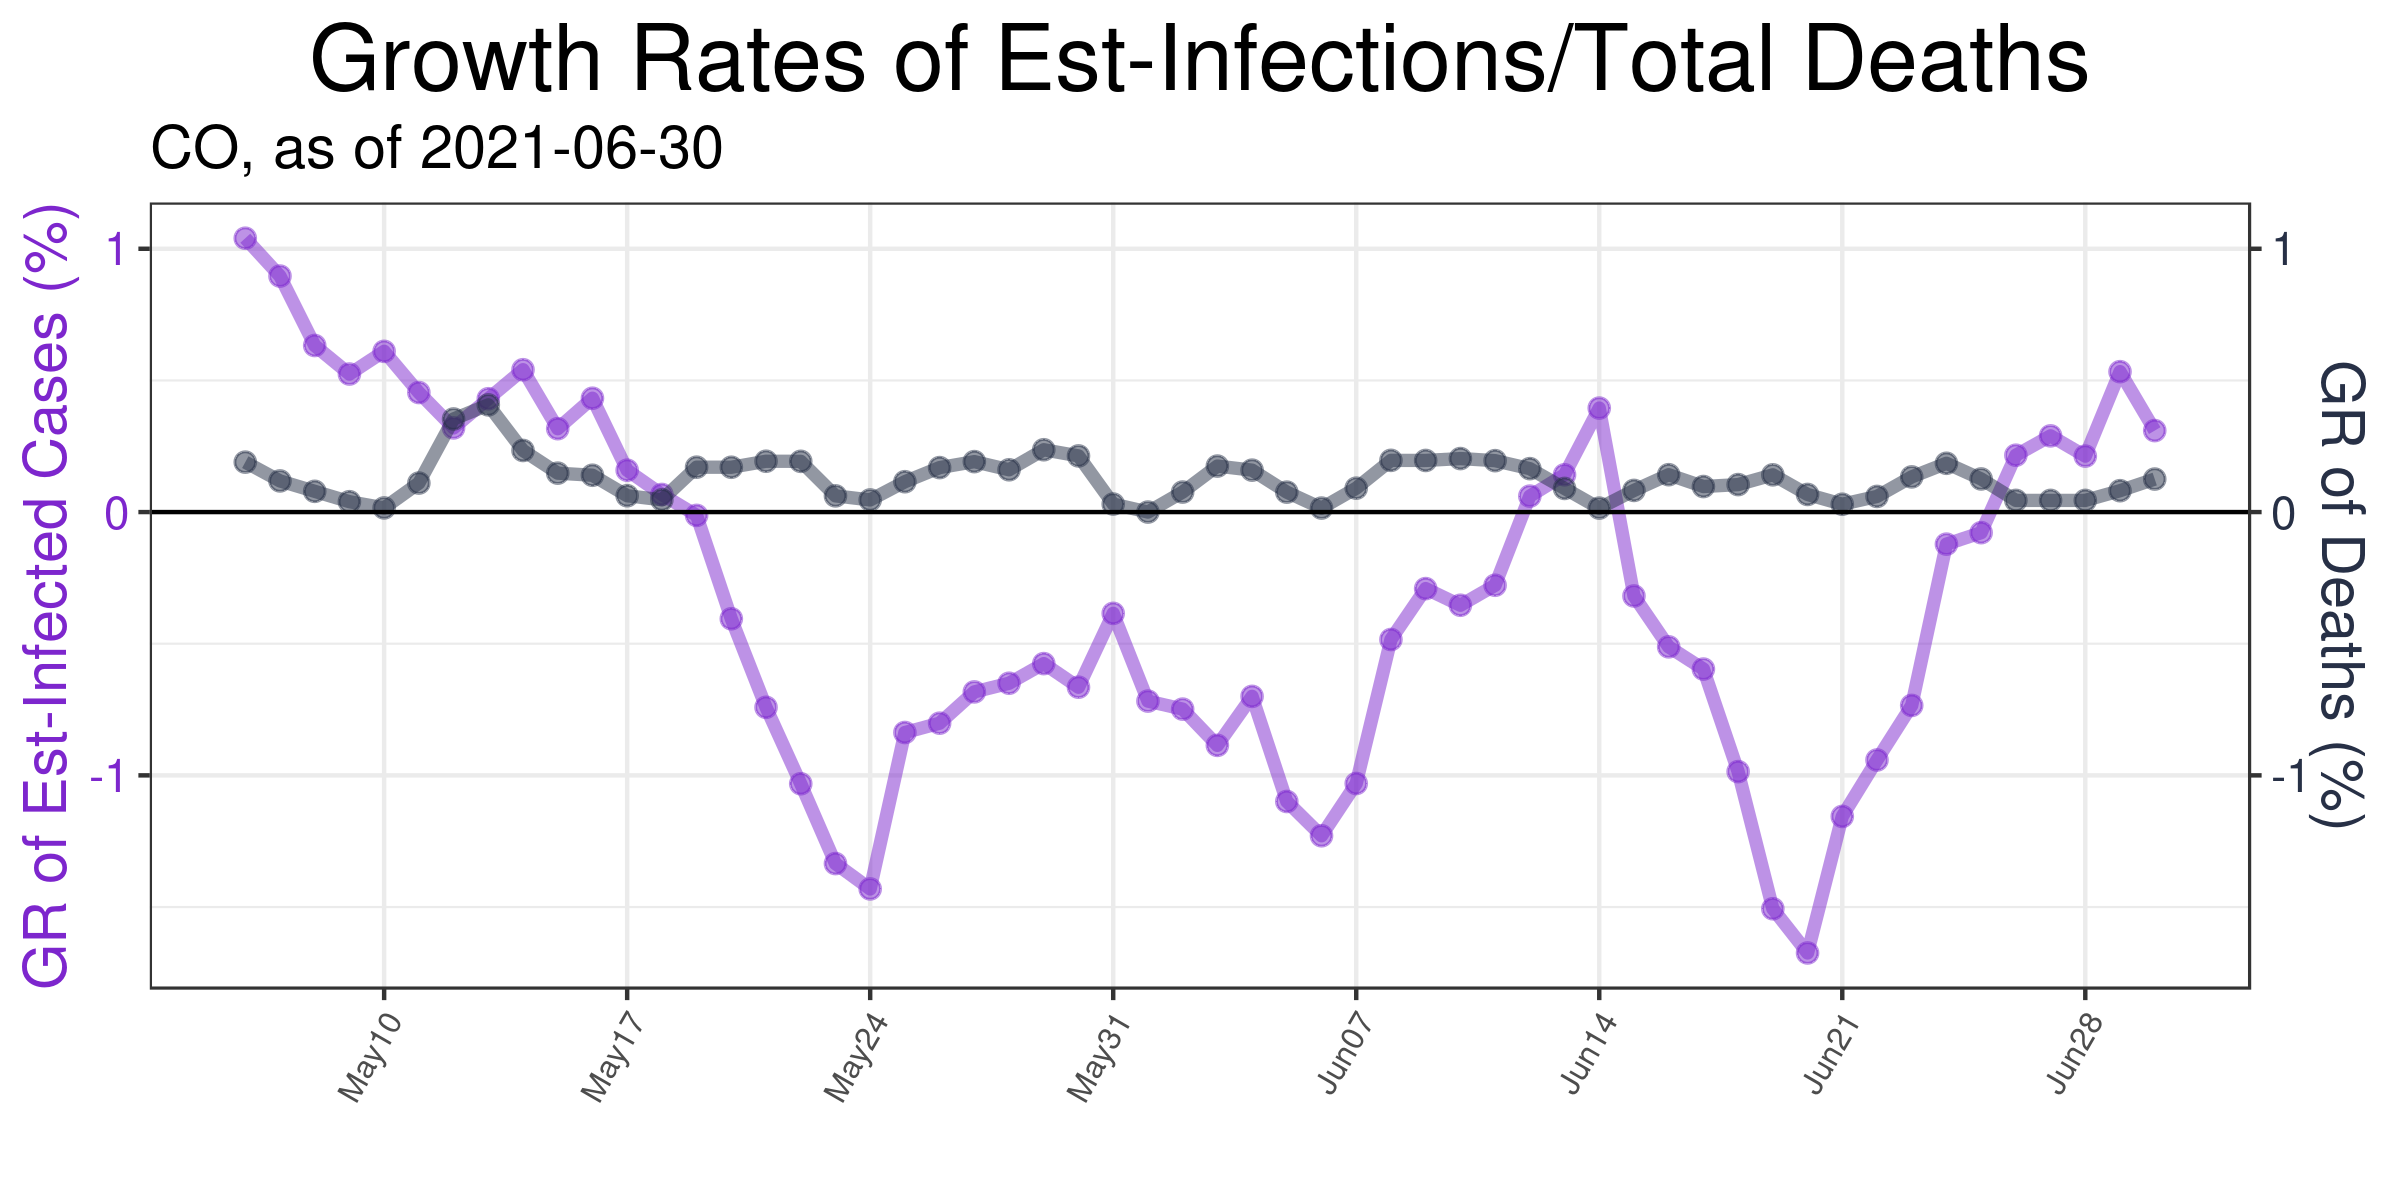 Growth Rates of Est-Infections/Total Deaths
CO, as of 2021-06-30
GR of Est-Infected Cases (%)
1
0
-1
1
0
-1
GR of Deaths (%)
May10
May17
May24
May31
Jun07
Jun14
Jun21
Jun28